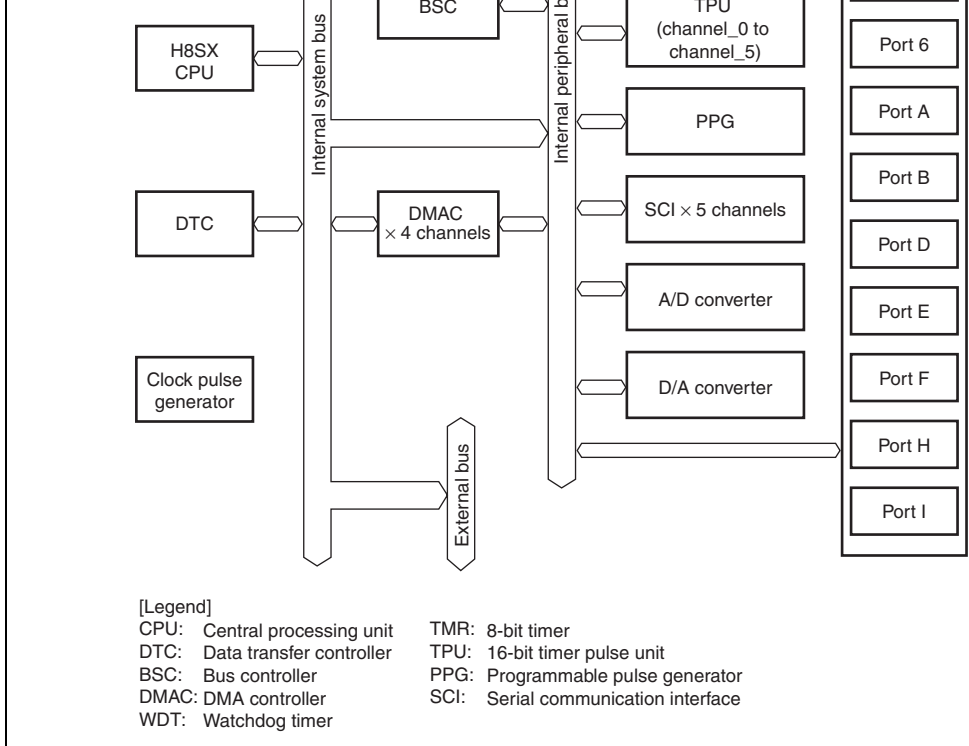 BSC
TPU
(channel_0 to
channel_5)
H8SX
CPU
Internal system bus
Internal peripheral
PPG
DTC
DMAC
× 4 channels
SCI × 5 channels
A/D converter
Clock pulse
generator
D/A converter
External bus
Port 6
Port A
Port B
Port D
Port E
Port F
Port H
Port I
[Legend]
CPU: Central processing unit
DTC: Data transfer controller
BSC: Bus controller
DMAC: DMA controller
WDT: Watchdog timer
TMR: 8-bit timer
TPU: 16-bit timer pulse unit
PPG: Programmable pulse generator
SCI: Serial communication interface